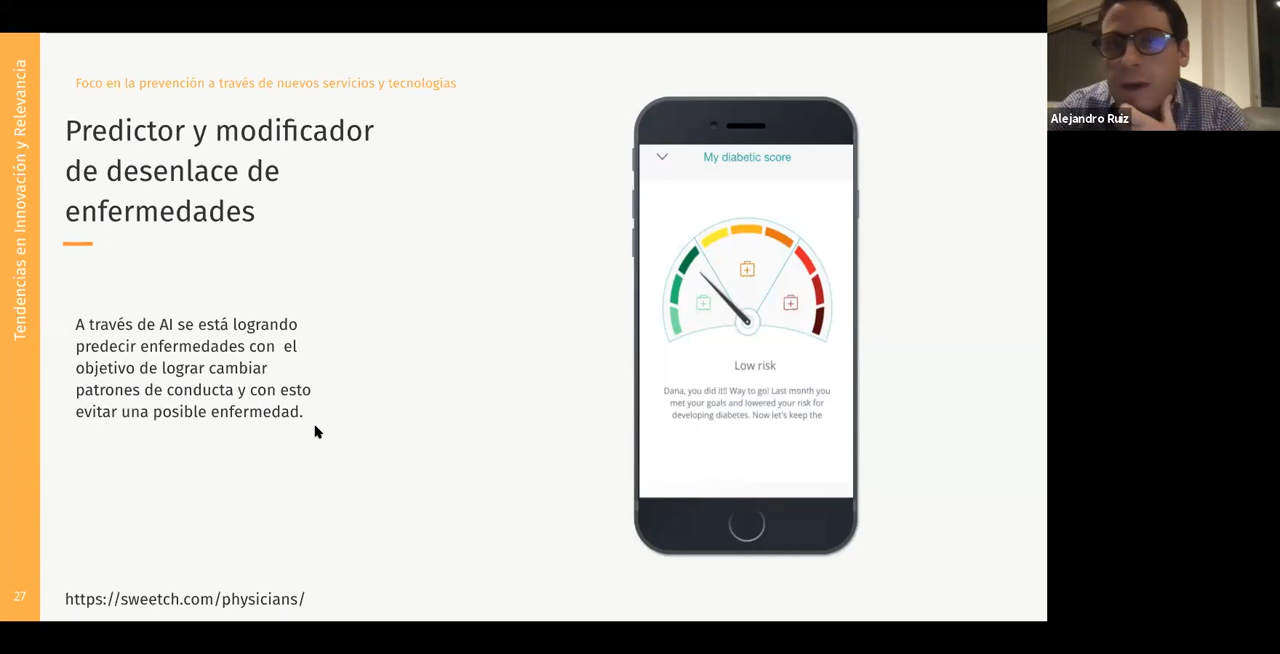 Tendencias en Innovación y Relevancia
Foco en la prevención a través de nuevos servicios y tecnologías
Predictor y modificador
de desenlace de
enfermedades
A través de AI se está logrando
predecir enfermedades con el
objetivo de lograr cambiar
patrones de conducta y con esto
evitar una posible enfermedad.
27
https://sweetch.com/physicians/
My diabetic score
Low risk
Dana, you did it!! Way to go! Last month you
met your goals and lowered your risk for
developing diabetes. Now let's keep the
Alejandro Ruiz